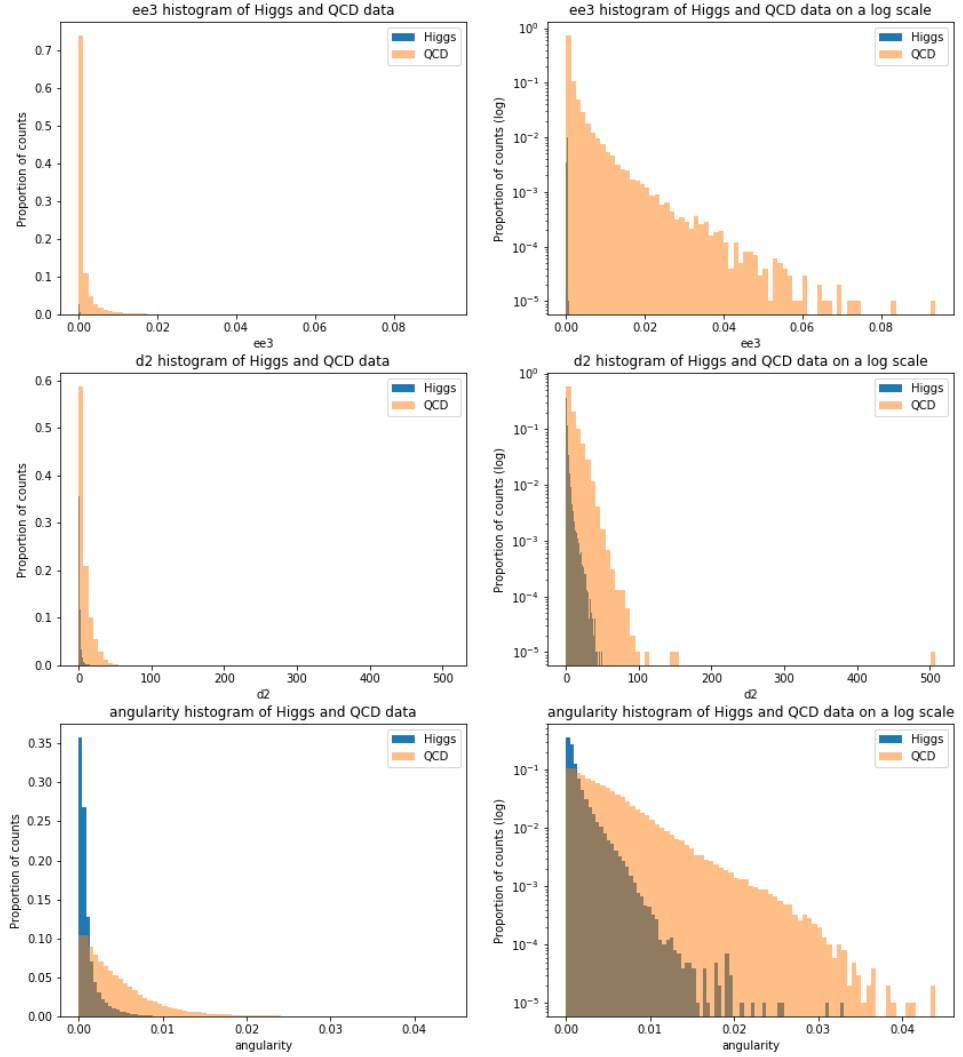 ee3 histogram of Higgs and QCD data
Proportion of counts
0.7
0.6
0.5
0.4
0.3
0.2
0.1
0.0
Higgs
QCD
0.00 0.02 0.04 0.06 0.08
ee3
ee3 histogram of Higgs and QCD data on a log scale
Proportion of counts (log)
10⁰
10⁻¹
10⁻²
10⁻³
10⁻⁴
10⁻⁵
Higgs
QCD
0.00 0.02 0.04 0.06 0.08
ee3
d2 histogram of Higgs and QCD data
Proportion of counts
0.6
0.5
0.4
0.3
0.2
0.1
0.0
Higgs
QCD
0 100 200 300 400 500
d2
d2 histogram of Higgs and QCD data on a log scale
Proportion of counts (log)
10⁰
10⁻¹
10⁻²
10⁻³
10⁻⁴
10⁻⁵
Higgs
QCD
0 100 200 300 400 500
d2
angularity histogram of Higgs and QCD data
Proportion of counts
0.35
0.30
0.25
0.20
0.15
0.10
0.05
0.00
Higgs
QCD
0.00 0.01 0.02 0.03 0.04
angularity
angularity histogram of Higgs and QCD data on a log scale
Proportion of counts (log)
10⁻¹
10⁻²
10⁻³
10⁻⁴
10⁻⁵
Higgs
QCD
0.00 0.01 0.02 0.03 0.04
angularity